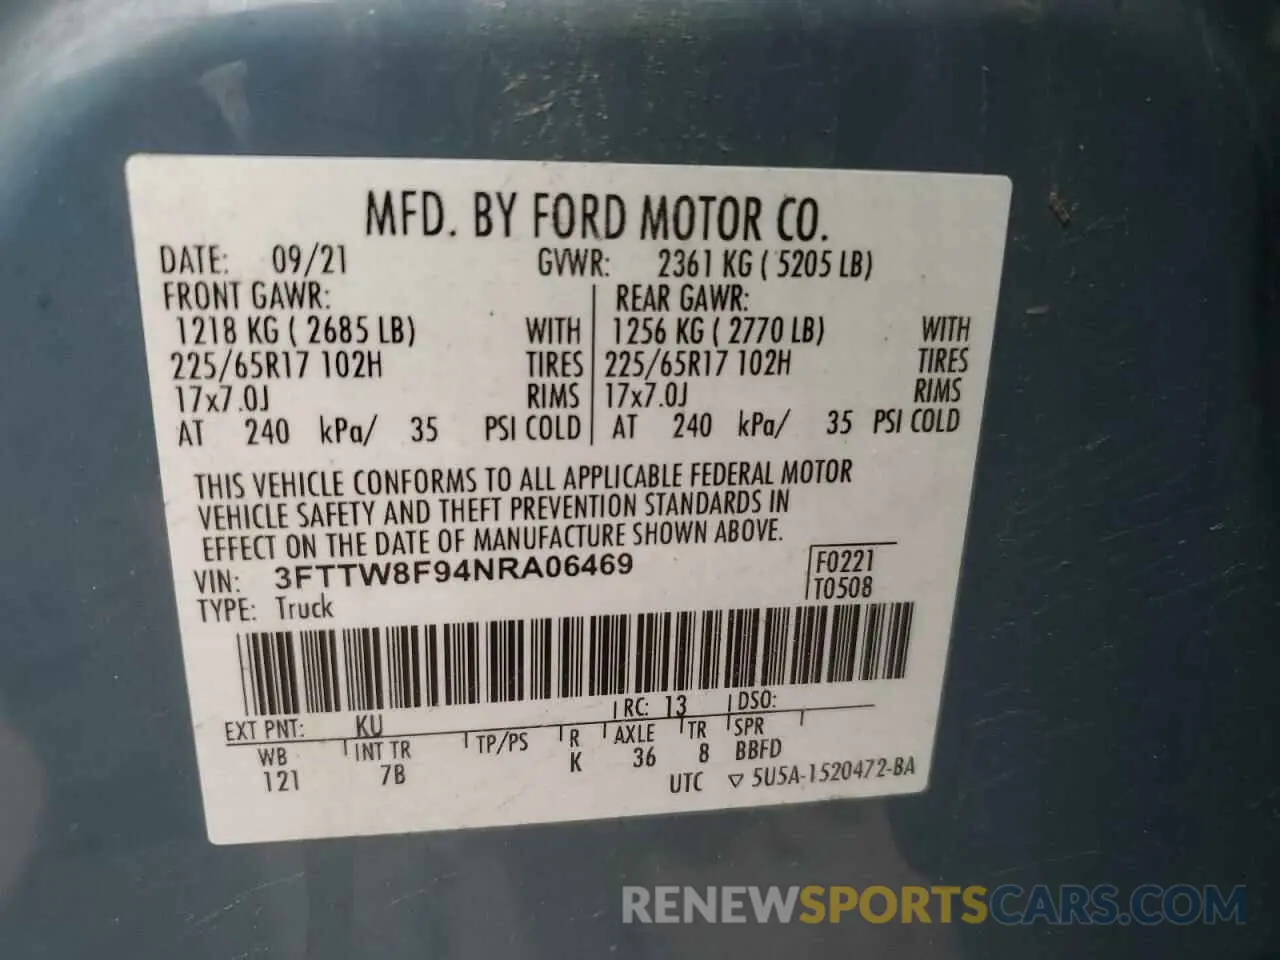 MFD. BY FORD MOTOR CO.
DATE: 09/21 GVWR: 2361 KG ( 5205 LB)
FRONT GAWR: REAR GAWR:
1218 KG ( 2685 LB) WITH 1256 KG ( 2770 LB) WITH
225/65R17 102H TIRES 225/65R17 102H TIRES
17x7.0J RIMS 17x7.0J RIMS
AT 240 kPa/ 35 PSI COLD AT 240 kPa/ 35 PSI COLD
THIS VEHICLE CONFORMS TO ALL APPLICABLE FEDERAL MOTOR
VEHICLE SAFETY AND THEFT PREVENTION STANDARDS IN
EFFECT ON THE DATE OF MANUFACTURE SHOWN ABOVE.
VIN: 3FTTW8F94NRA06469 F0221
TYPE: Truck T0508
RC: 13 DSO:
EXT PNT: KU
WB INT TR TP/PS R AXLE TR SPR
121 7B K 36 8 BBFD
UTC ▽ 5U5A-1520472-BA
RENEWSPORTSCARS.COM